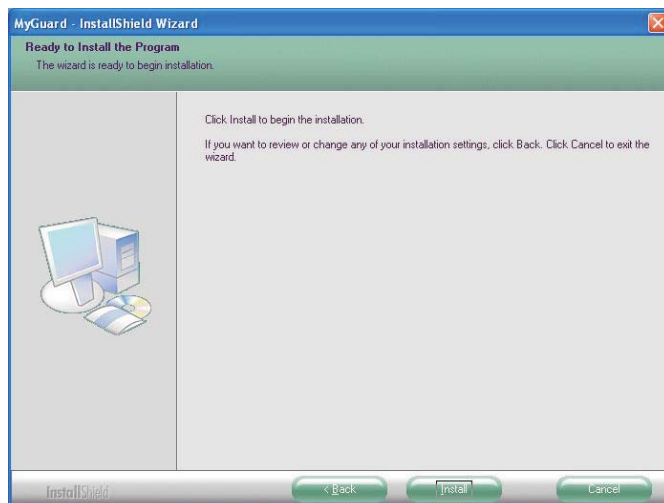 MyGuard - InstallShield Wizard
Ready to Install the Program
The wizard is ready to begin installation.
Click Install to begin the installation.
If you want to review or change any of your installation settings, click Back. Click Cancel to exit the
wizard.
InstallShield
< Back
Install
Cancel